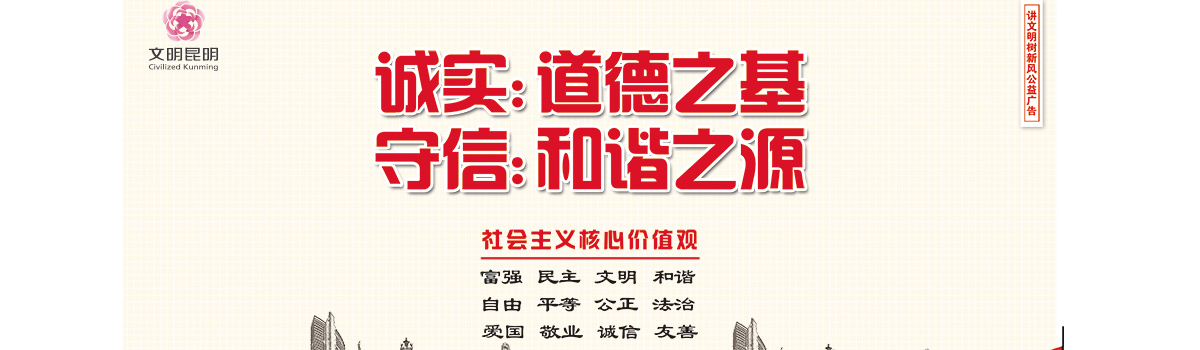 文明昆明
Civilized Kunming
讲文明树新风公益广告
诚实:道德之基
守信:和谐之源
社会主义核心价值观
富强 民主 文明 和谐
自由 平等 公正 法治
爱国 敬业 诚信 友善